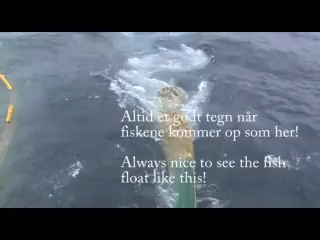 Altid et godt tegn når
fiskene kommer op som her!
Always nice to see the fish
float like this!